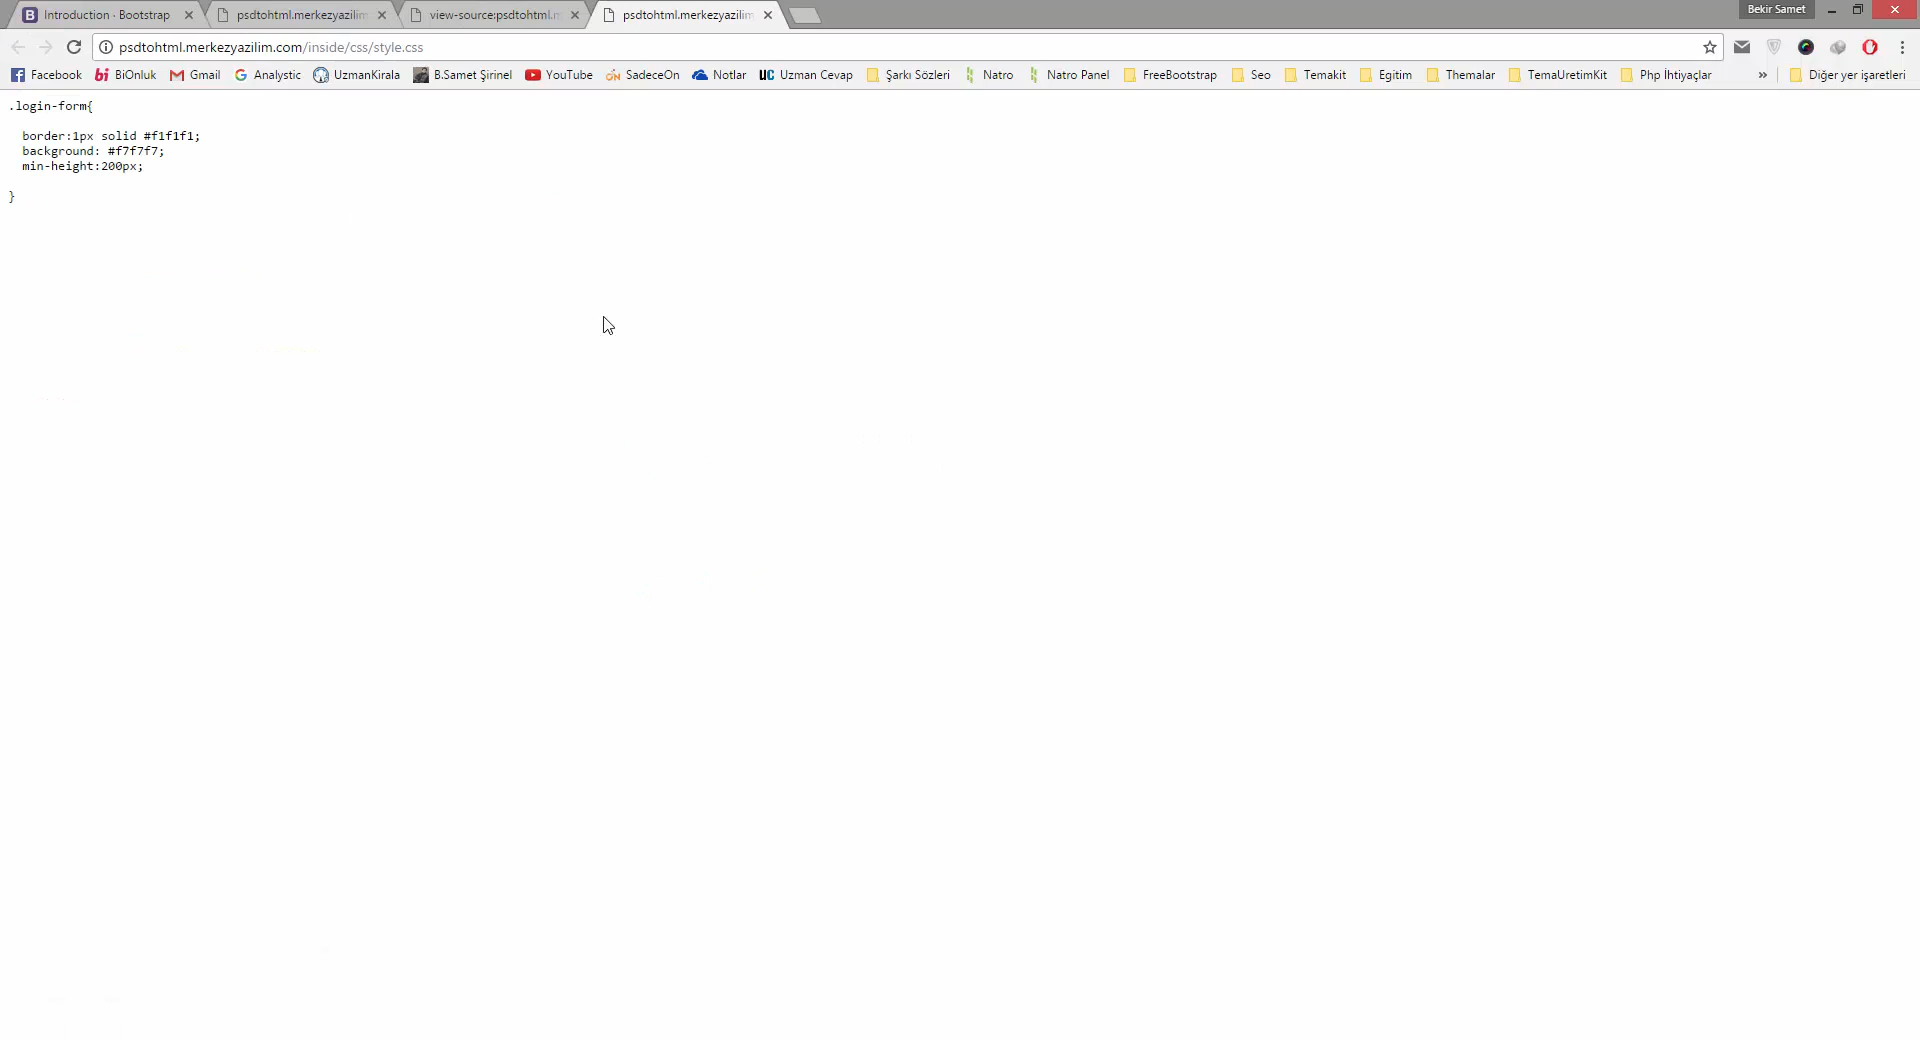 Introduction · Bootstrap
psdtohtml.merkezyazilim
view-source:psdtohtml.m
psdtohtml.merkezyazilim
Bekir Samet
psdtohtml.merkezyazilim.com/inside/css/style.css
Facebook bi BiOnluk Gmail Analystic UzmanKirala B.Samet Şirinel YouTube SadeceOn Notlar UC Uzman Cevap Şarkı Sözleri Natro Natro Panel FreeBootstrap Seo Temakit Egitim Themalar TemaUretimKit Php İhtiyaçlar » Diğer yer işaretleri
.login-form{
border:1px solid #f1f1f1;
background: #f7f7f7;
min-height:200px;
}